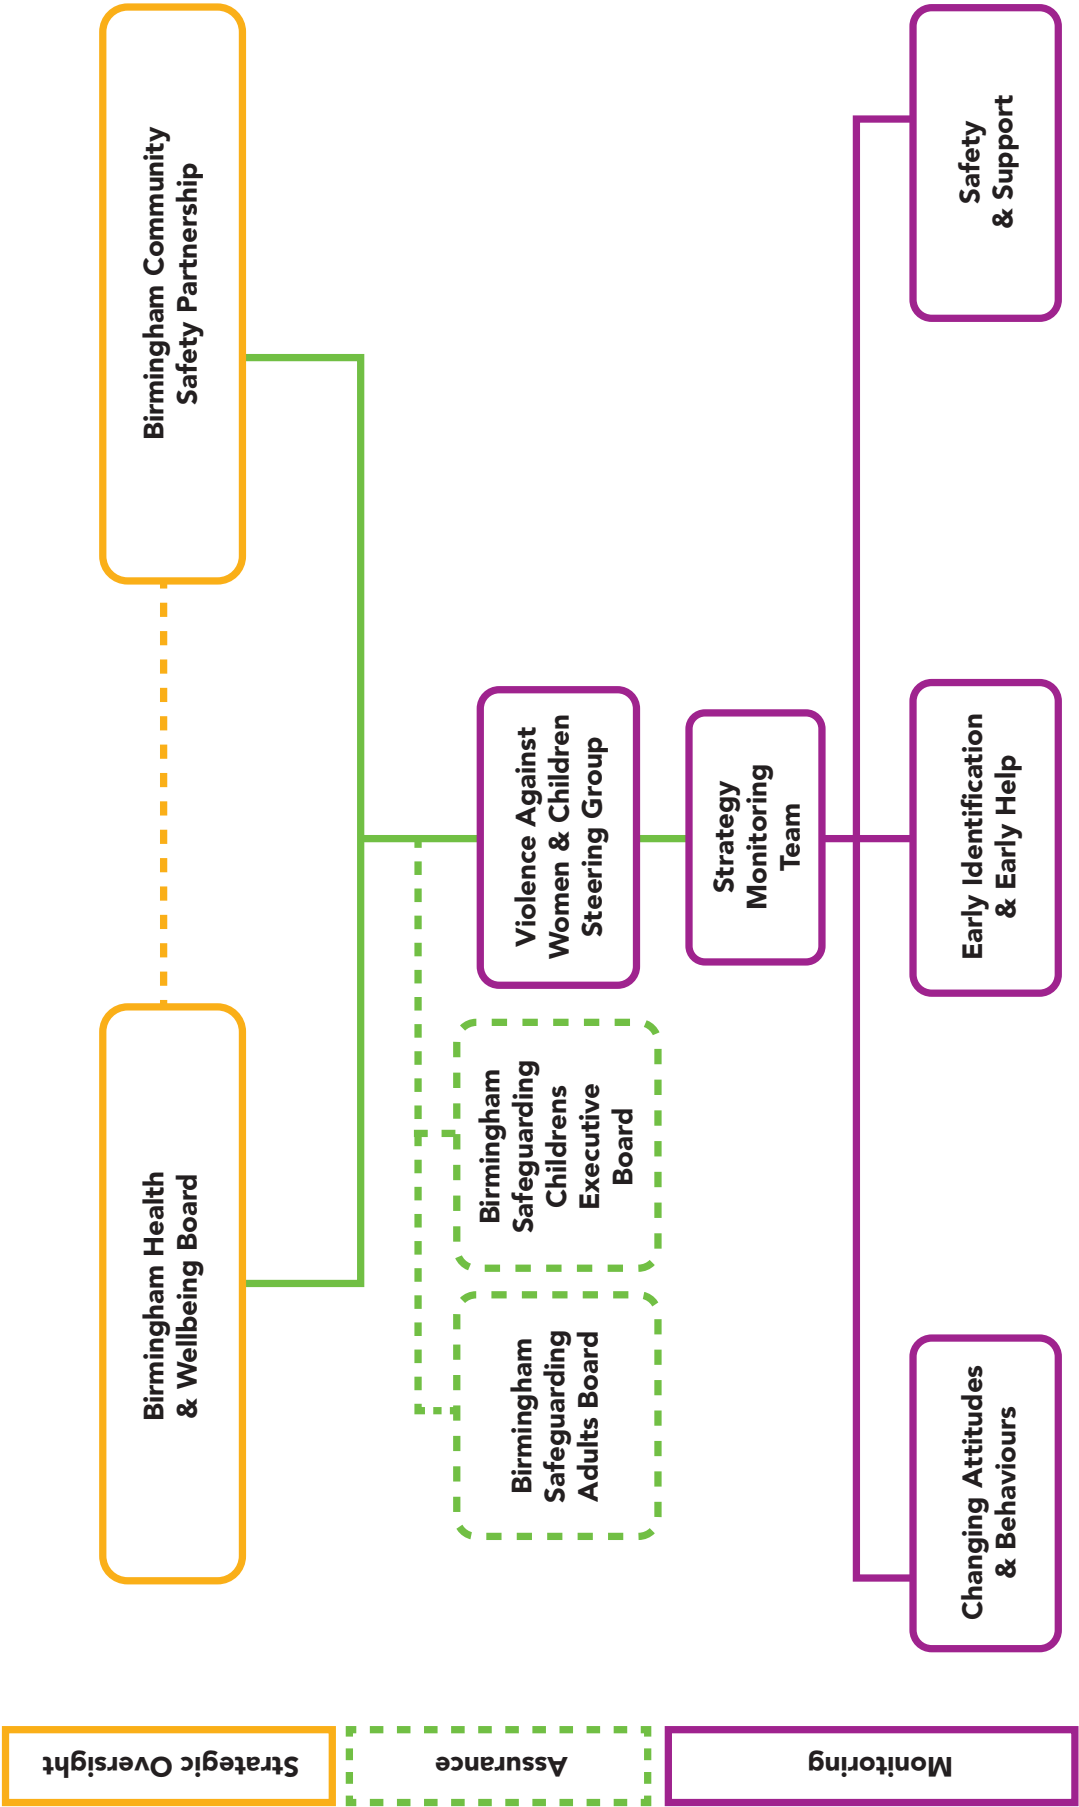 Birmingham Health
& Wellbeing Board
Birmingham Community
Safety Partnership
Birmingham
Safeguarding
Adults Board
Birmingham
Safeguarding
Childrens
Executive
Board
Violence Against
Women & Children
Steering Group
Strategy
Monitoring
Team
Changing Attitudes
& Behaviours
Early Identification
& Early Help
Safety
& Support
Strategic Oversight
Assurance
Monitoring